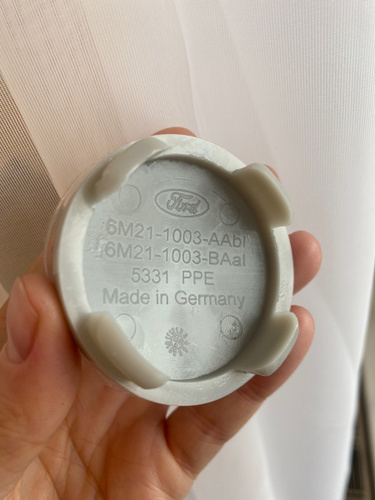 Ford
6M21-1003-AAbl
6M21-1003-BAal
5331 PPE
Made in Germany